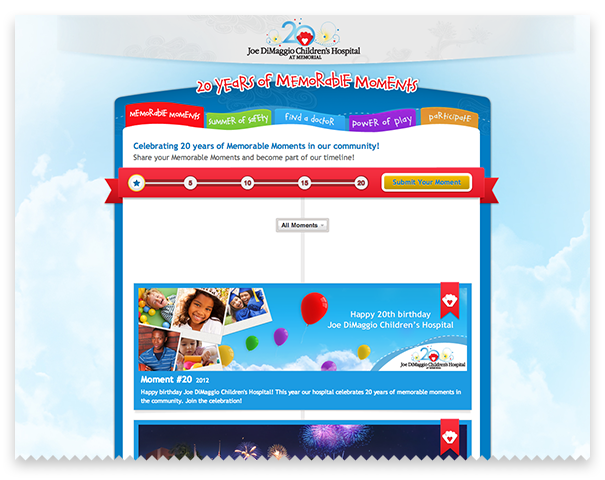 20
Joe DiMaggio Children's Hospital
AT MEMORIAL
20 YEARS of MEMORabLE MOMENTS
MEMORabLE MOMENTS
SUMMER of Safety
find a doctoR
powER of play
paRticipatE
Celebrating 20 years of Memorable Moments in our community!
Share your Memorable Moments and become part of our timeline!
5 10 15 20 Submit Your Moment
All Moments
Happy 20th birthday
Joe DiMaggio Children's Hospital
20
Joe DiMaggio Children's Hospital
AT MEMORIAL
Moment #20 2012
Happy birthday Joe DiMaggio Children's Hospital! This year our hospital celebrates 20 years of memorable moments in
the community. Join the celebration!